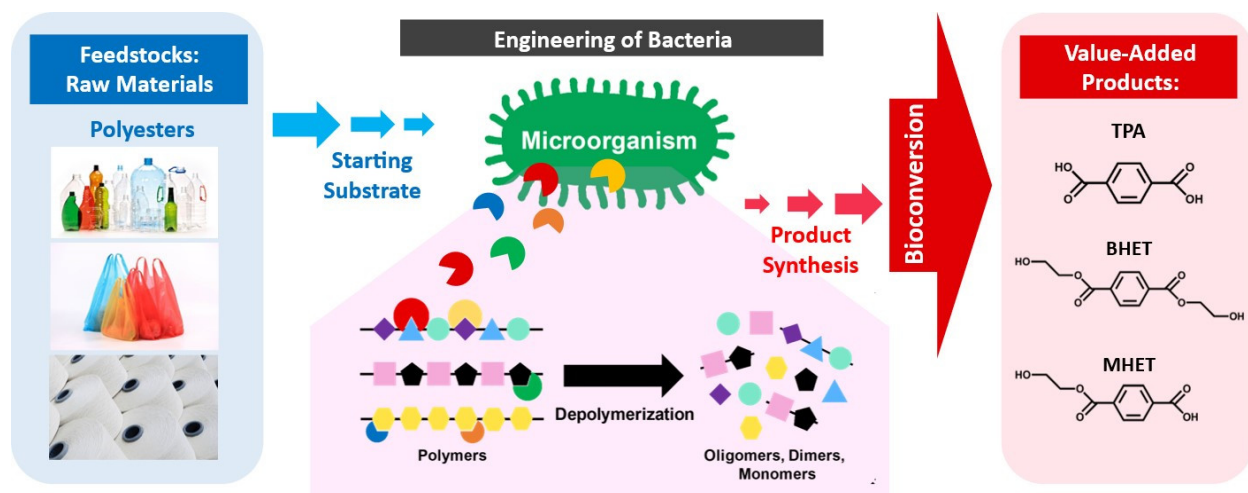 Feedstocks:
Raw Materials
Polyesters
Starting
Substrate
Engineering of Bacteria
Microorganism
Product
Synthesis
Depolymerization
Polymers
Oligomers, Dimers,
Monomers
Bioconversion
Value-Added
Products:
TPA
HO
O
O
OH
BHET
HO
O
O
O
O
OH
MHET
HO
O
O
O
OH